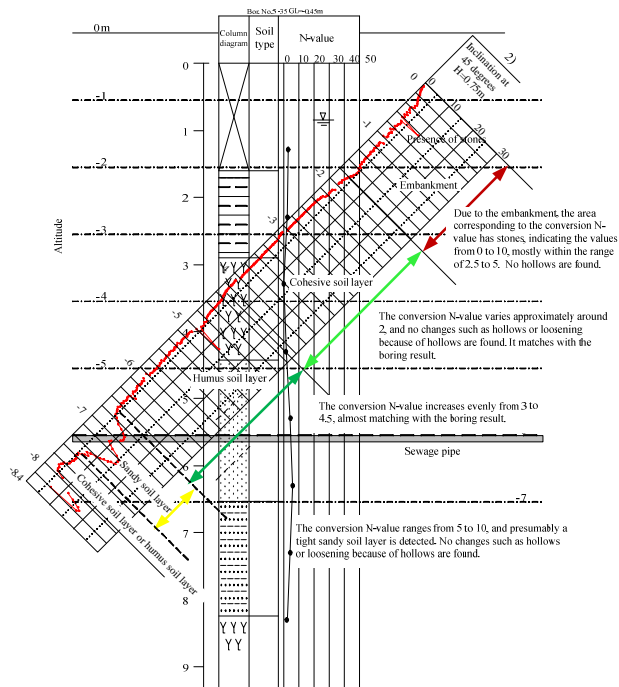 Bor. No.5-35 GL=-0.45m
0m
Column
diagram
Soil
type
N-value
0 10 20 30 40 50
2)
Inclination at
45 degrees
H=0.75m
0
0
10
20
30
0
-1
-1
Presence of stones
1
-2
-2
Embankment
2
Due to the embankment, the area
corresponding to the conversion N-
value has stones, indicating the values
from 0 to 10, mostly within the range
of 2.5 to 5. No hollows are found.
-3
-3
Altitude
3
Cohesive soil layer
-4
-5
4
The conversion N-value varies approximately around
2, and no changes such as hollows or loosening
because of hollows are found. It matches with the
boring result.
-5
-6
Humus soil layer
5
The conversion N-value increases evenly from 3 to
4.5, almost matching with the boring result.
-7
Sewage pipe
-8
-8.4
Sandy soil layer
Cohesive soil layer or humus soil layer
6
-7
The conversion N-value ranges from 5 to 10, and presumably a
tight sandy soil layer is detected. No changes such as hollows
or loosening because of hollows are found.
7
8
9